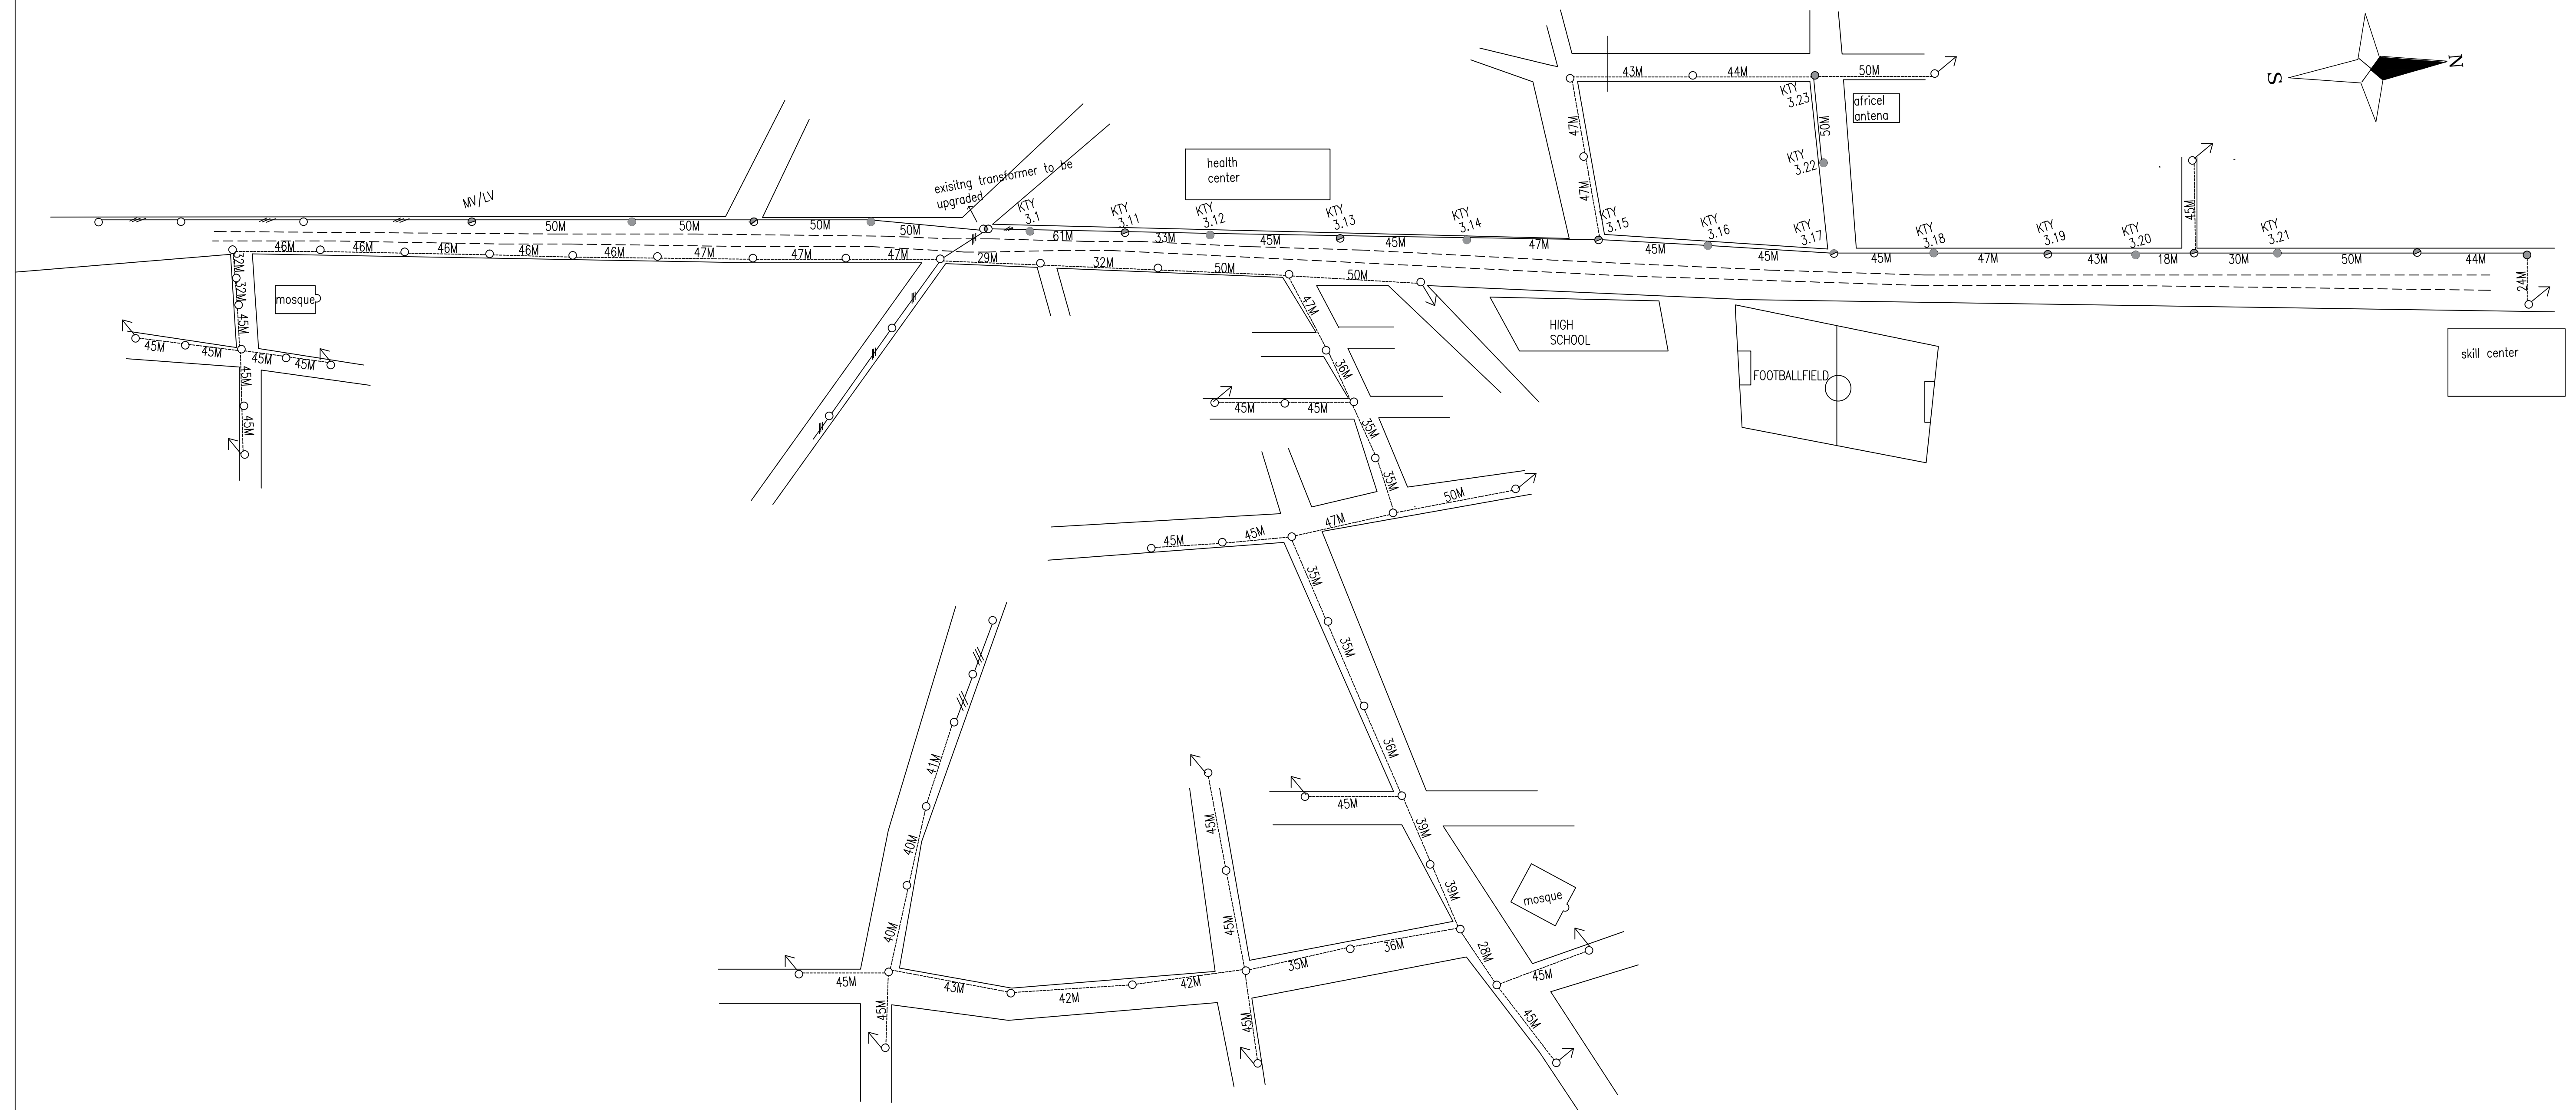 43M
44M
50M
N
S
KTY
3.23
africel
antena
47M
50M
KTY
3.22
45M
47M
health
center
exisitng transformer to be
upgraded
MV/LV
KTY
3.1
KTY
3.11
KTY
3.12
KTY
3.13
KTY
3.14
KTY
3.15
KTY
3.16
KTY
3.17
KTY
3.18
KTY
3.19
KTY
3.20
KTY
3.21
50M
50M
50M
50M
61M
33M
45M
45M
47M
45M
45M
45M
47M
43M
18M
30M
50M
44M
46M
46M
46M
46M
46M
47M
47M
47M
29M
32M
50M
50M
24M
32M
32M
mosque
45M
45M
45M
45M
45M
45M
45M
47M
36M
HIGH
SCHOOL
FOOTBALLFIELD
skill center
45M
45M
35M
35M
50M
47M
45M
45M
35M
35M
36M
41M
40M
40M
45M
45M
45M
39M
39M
mosque
36M
35M
28M
45M
45M
45M
43M
42M
42M
45M
45M
45M